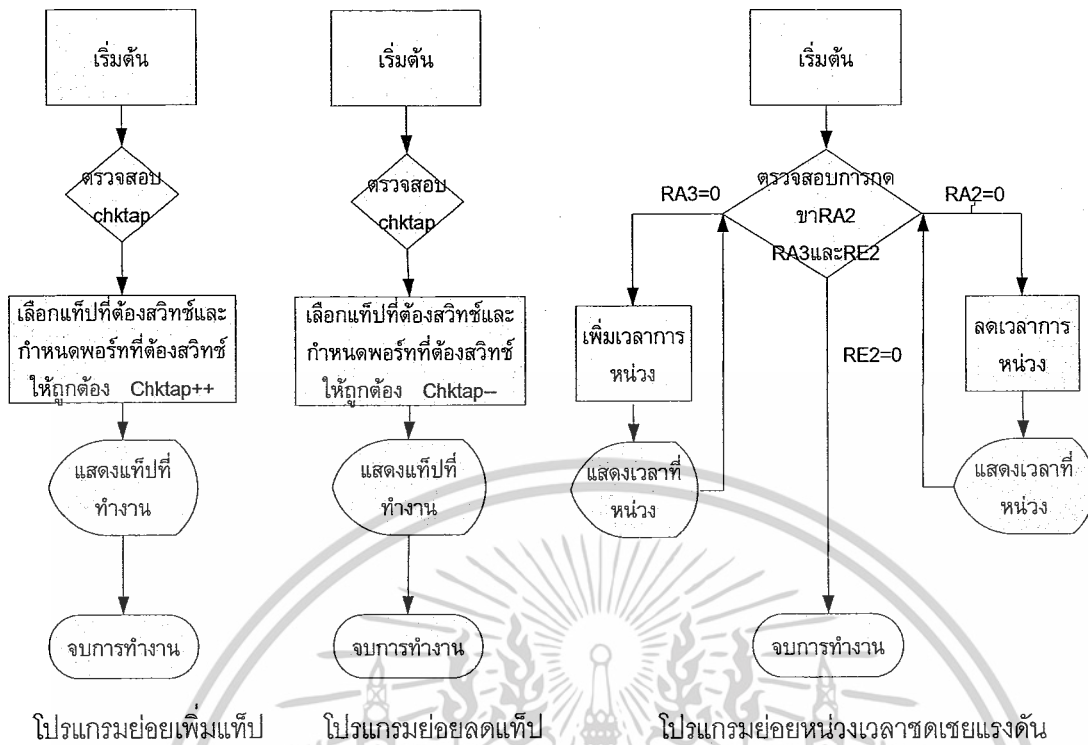 เริ่มต้น
ตรวจสอบ
chktap
เลือกแท็ปที่ต้องสวิทช์และ
กำหนดพอร์ทที่ต้องสวิทช์
ให้ถูกต้อง Chktap++
แสดงแท็ปที่
ทำงาน
จบการทำงาน
โปรแกรมย่อยเพิ่มแท็ป
เริ่มต้น
ตรวจสอบ
chktap
เลือกแท็ปที่ต้องสวิทช์และ
กำหนดพอร์ทที่ต้องสวิทช์
ให้ถูกต้อง Chktap--
แสดงแท็ปที่
ทำงาน
จบการทำงาน
โปรแกรมย่อยลดแท็ป
เริ่มต้น
ตรวจสอบการกด
ขาRA2
RA3และRE2
RA3=0
RA2=0
เพิ่มเวลาการ
หน่วง
RE2=0
ลดเวลาการ
หน่วง
แสดงเวลาที่
หน่วง
แสดงเวลาที่
หน่วง
จบการทำงาน
โปรแกรมย่อยหน่วงเวลาชดเชยแรงดัน